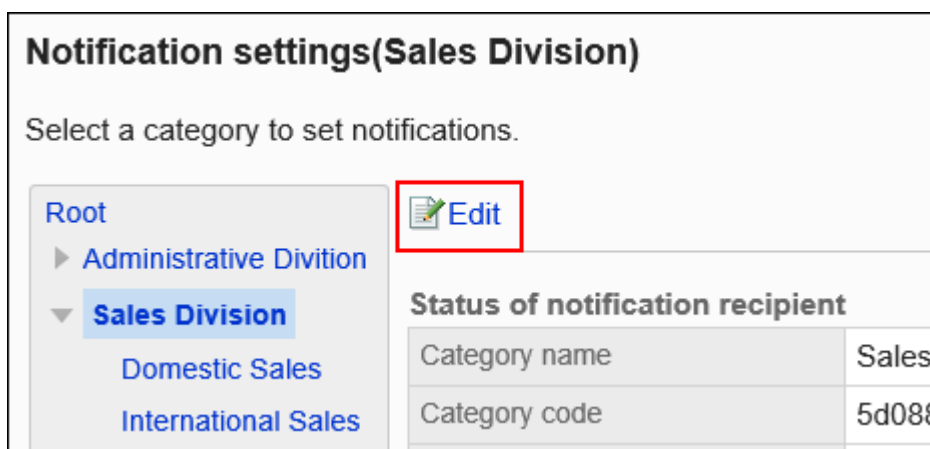 Notification settings(Sales Division)
Select a category to set notifications.
Root
Administrative Divition
Sales Division
Domestic Sales
International Sales
Edit
Status of notification recipient
Category name Sales
Category code 5d088